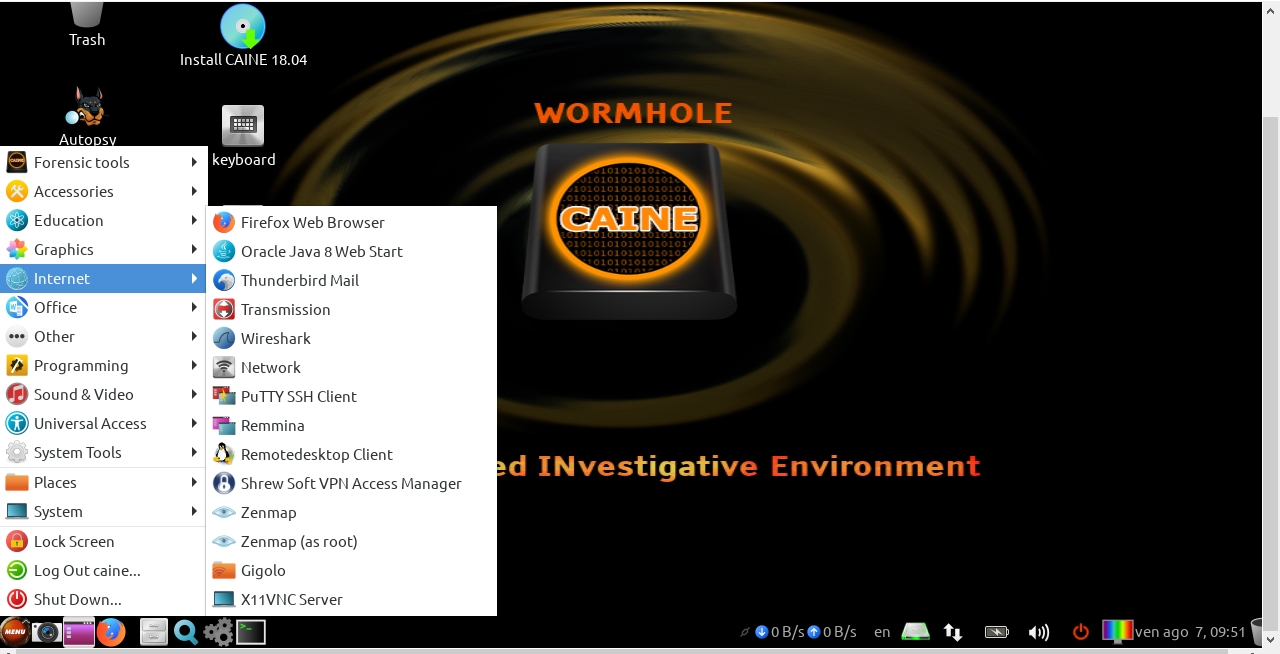 Trash
Install CAINE 18.04
Autopsy
keyboard
WORMHOLE
CAINE
ed INvestigative Environment
Forensic tools
Accessories
Education
Graphics
Internet
Office
Other
Programming
Sound & Video
Universal Access
System Tools
Places
System
Lock Screen
Log Out caine...
Shut Down...
Firefox Web Browser
Oracle Java 8 Web Start
Thunderbird Mail
Transmission
Wireshark
Network
PuTTY SSH Client
Remmina
Remotedesktop Client
Shrew Soft VPN Access Manager
Zenmap
Zenmap (as root)
Gigolo
X11VNC Server
MENU
0 B/s 0 B/s en ven ago 7, 09:51